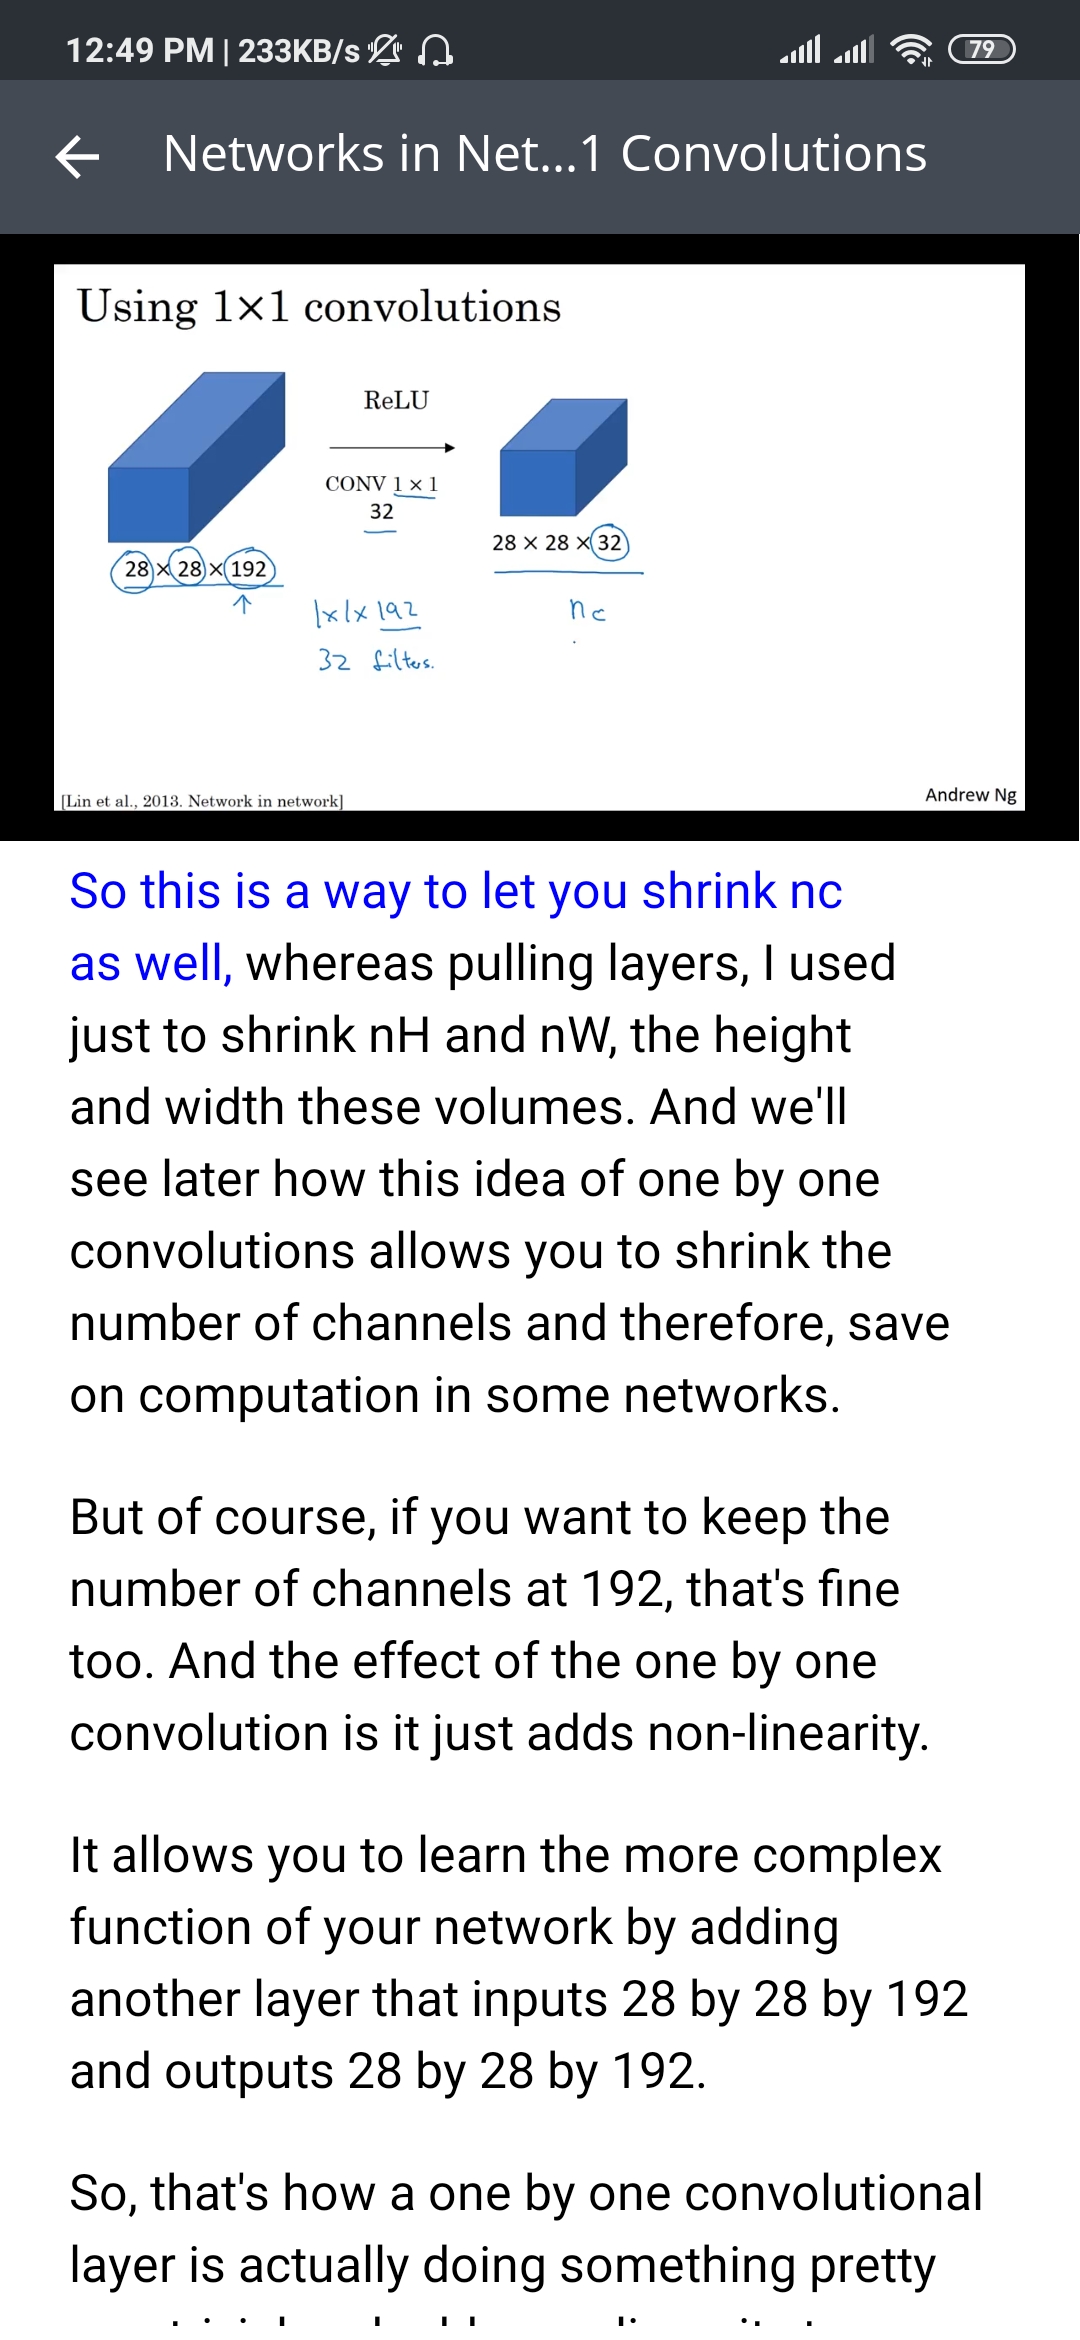 12:49 PM | 233KB/s
79
Networks in Net...1 Convolutions
Using 1×1 convolutions
ReLU
CONV 1 × 1
32
28 × 28 × 192
28 × 28 × 32
1x1x 192
32 filters.
nc
[Lin et al., 2013. Network in network]
Andrew Ng
So this is a way to let you shrink nc
as well, whereas pulling layers, I used
just to shrink nH and nW, the height
and width these volumes. And we'll
see later how this idea of one by one
convolutions allows you to shrink the
number of channels and therefore, save
on computation in some networks.
But of course, if you want to keep the
number of channels at 192, that's fine
too. And the effect of the one by one
convolution is it just adds non-linearity.
It allows you to learn the more complex
function of your network by adding
another layer that inputs 28 by 28 by 192
and outputs 28 by 28 by 192.
So, that's how a one by one convolutional
layer is actually doing something pretty